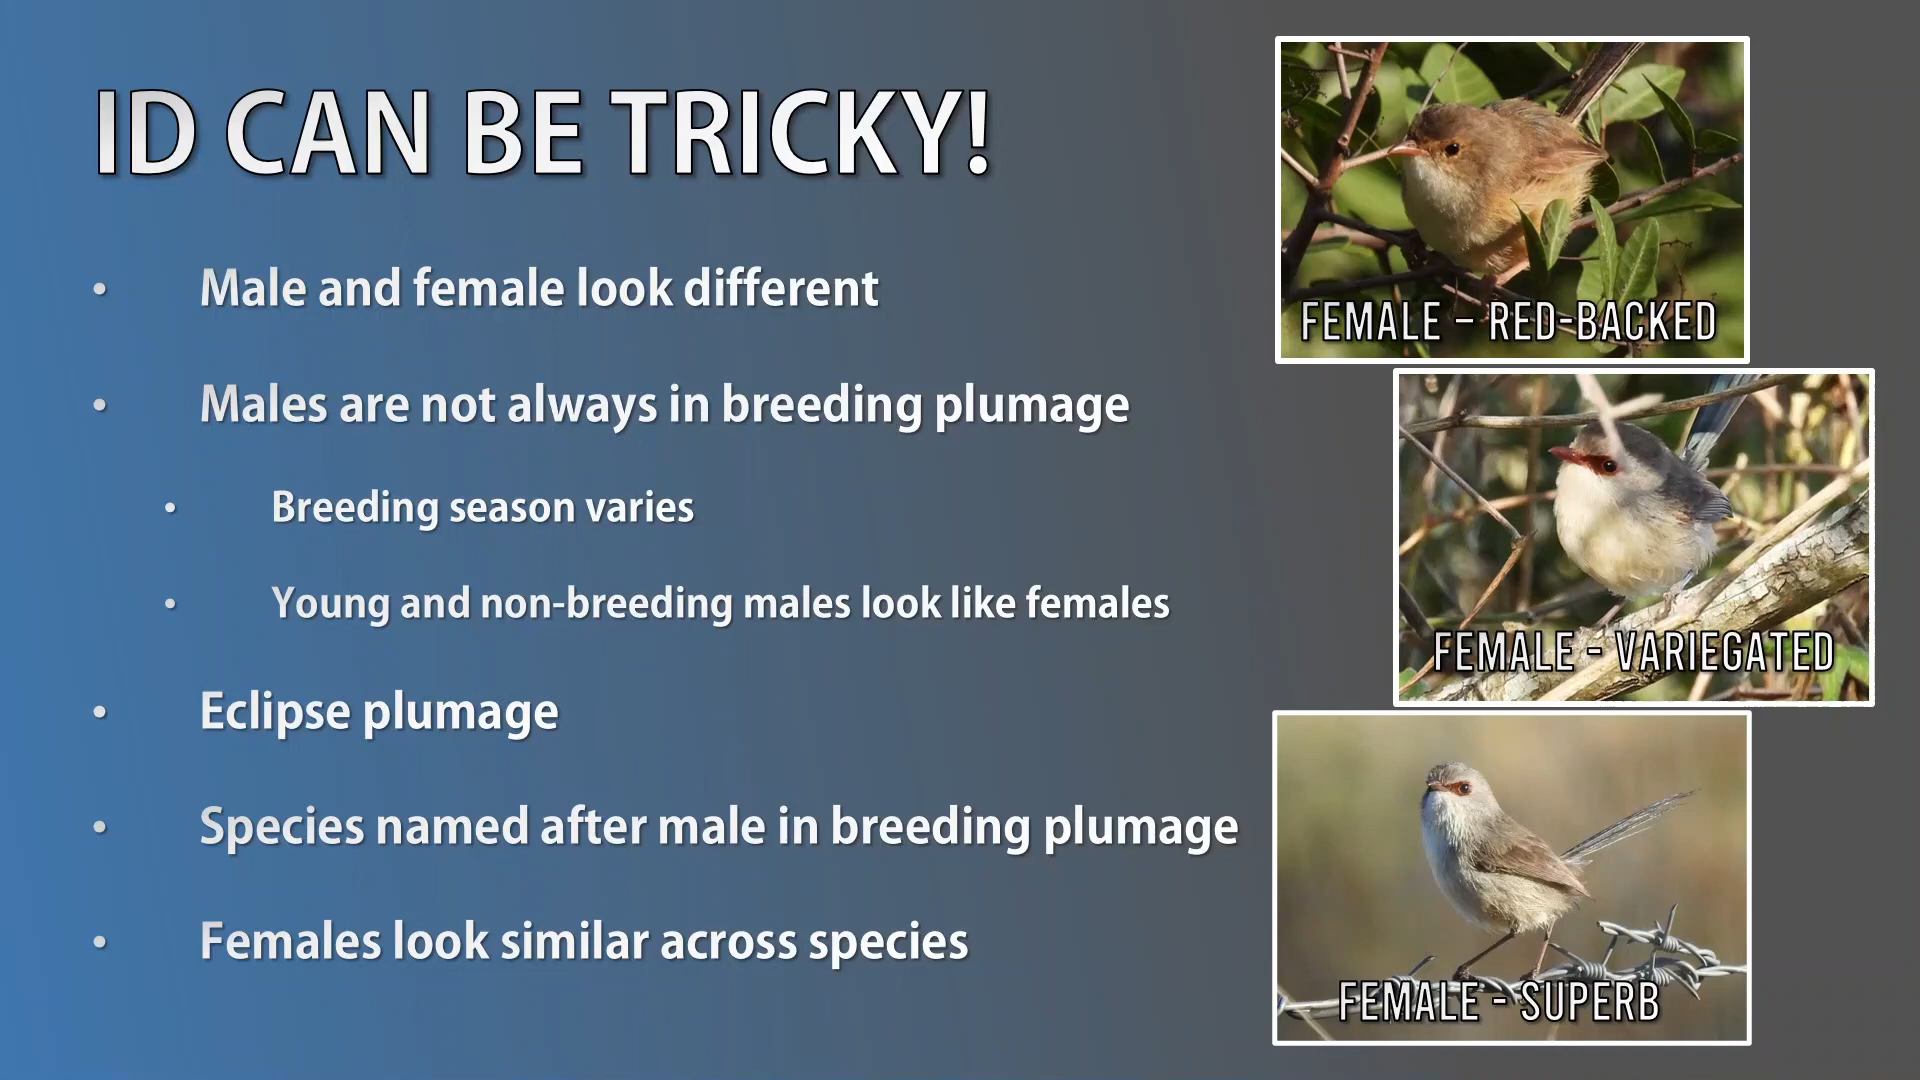 ID CAN BE TRICKY!
• Male and female look different
• Males are not always in breeding plumage
• Breeding season varies
• Young and non-breeding males look like females
• Eclipse plumage
• Species named after male in breeding plumage
• Females look similar across species
FEMALE – RED-BACKED
FEMALE - VARIEGATED
FEMALE - SUPERB